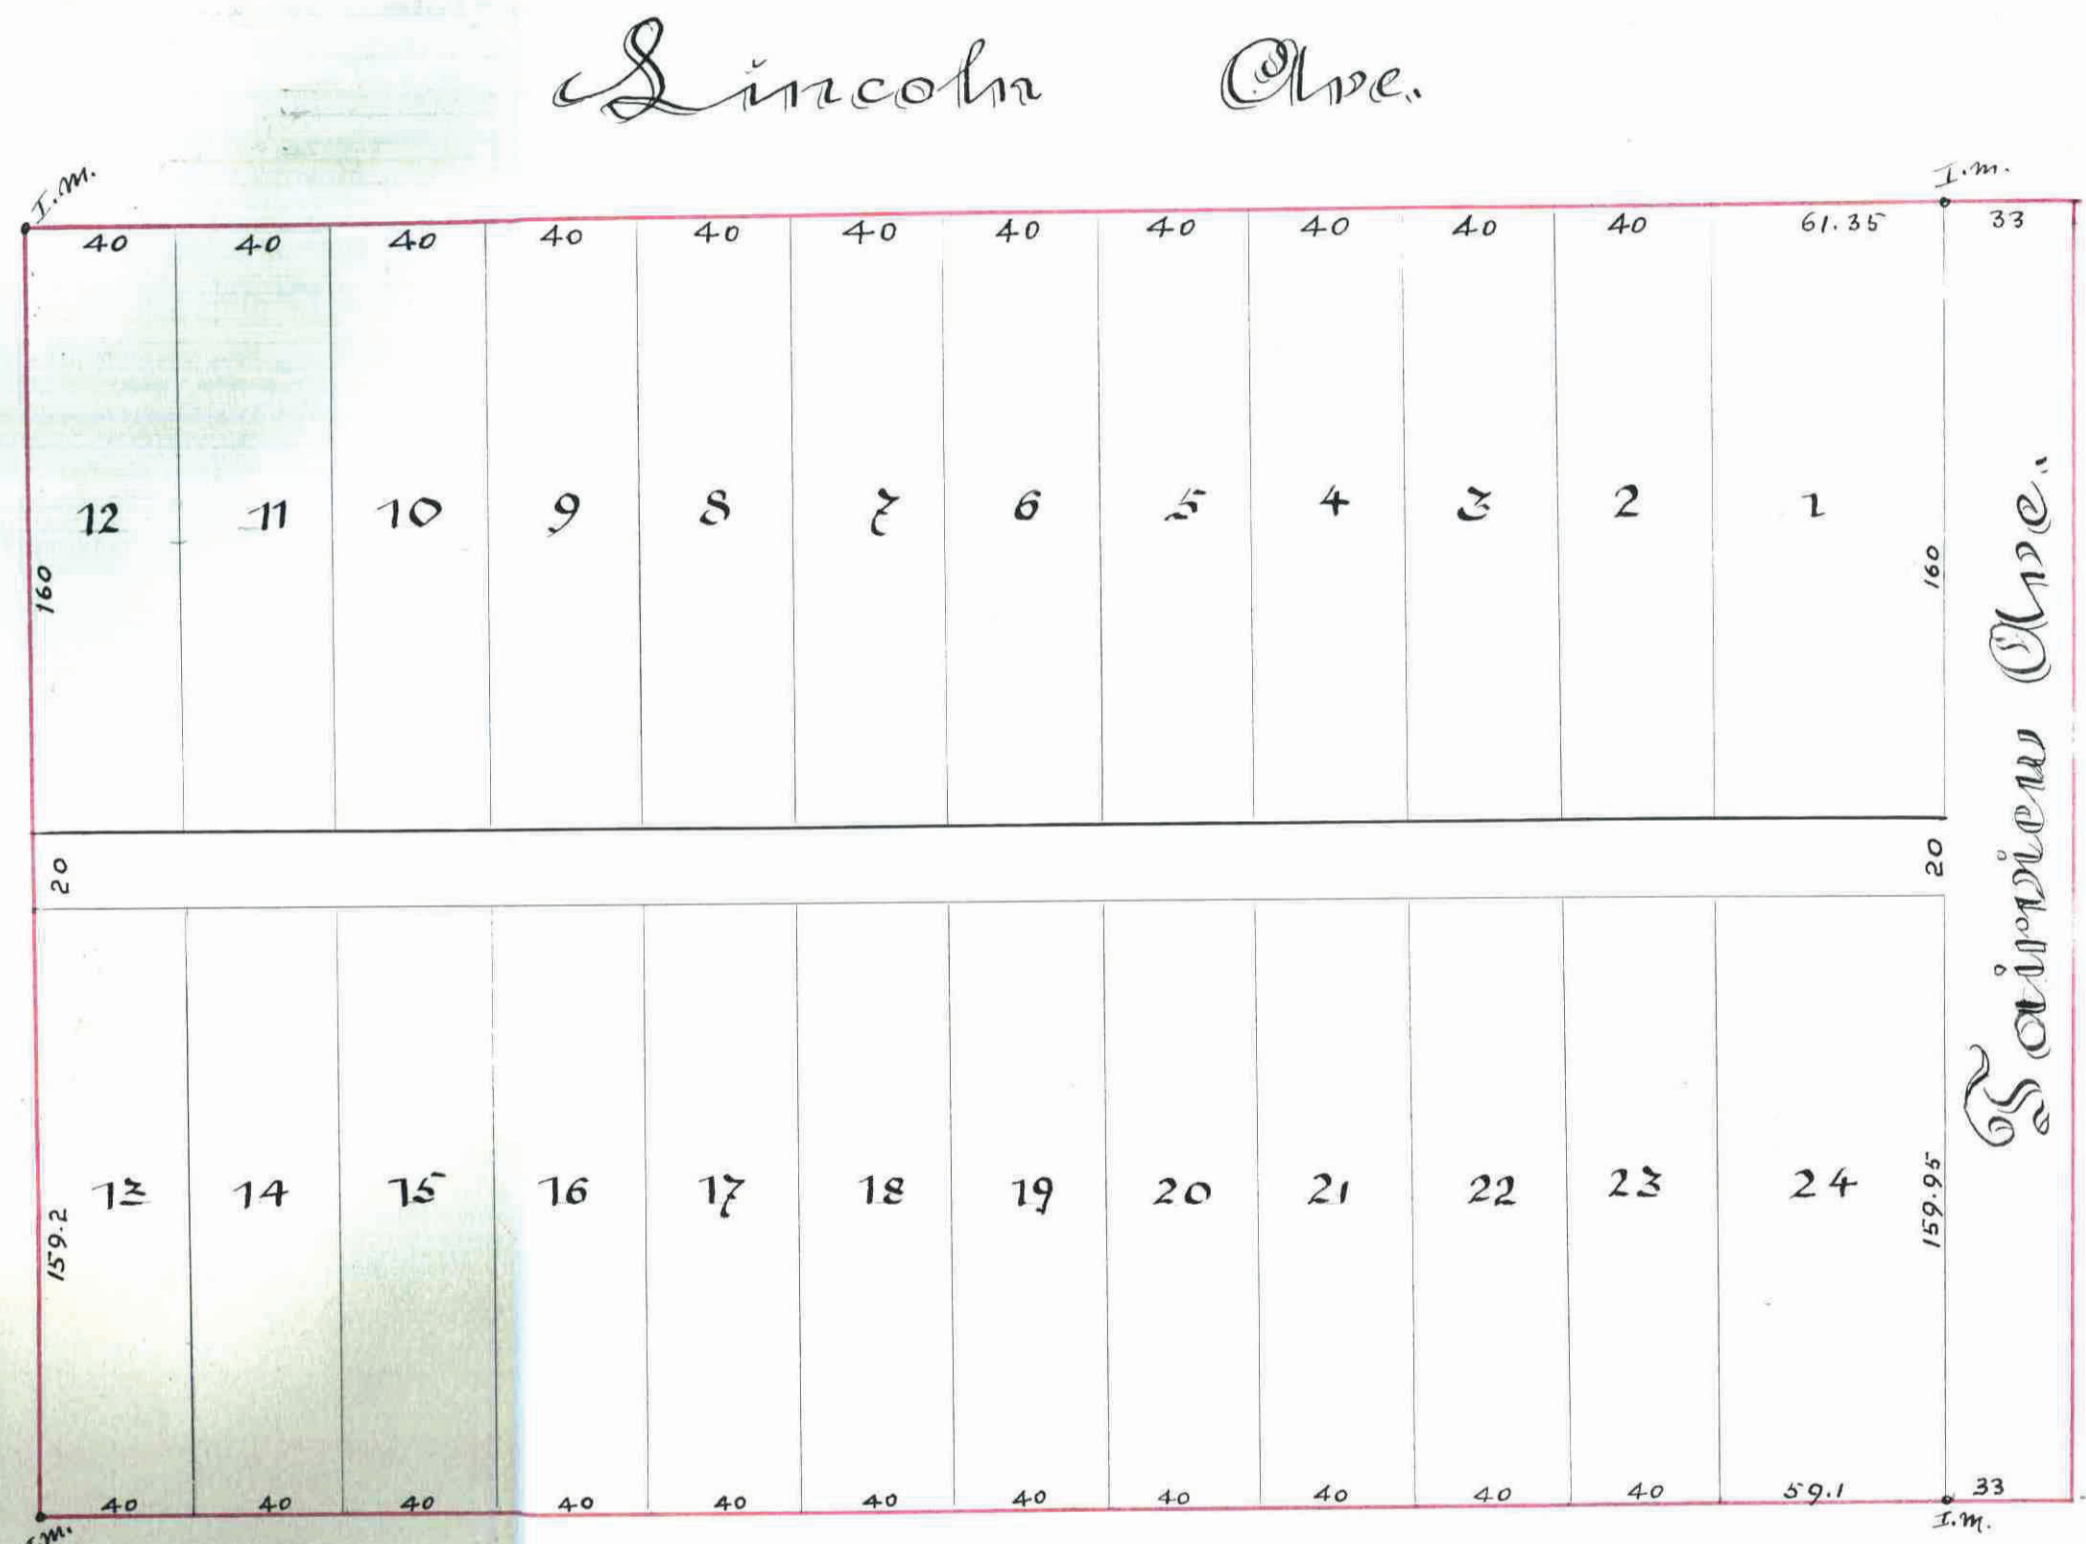 Lincoln Ave.
I.M. I.M.
40 40 40 40 40 40 40 40 40 40 40 61.35 33
12 11 10 9 8 7 6 5 4 3 2 1
160 160
Fairview Ave.
20 20
13 14 15 16 17 18 19 20 21 22 23 24
159.2 159.95
40 40 40 40 40 40 40 40 40 40 40 59.1 33
.M. I.M.